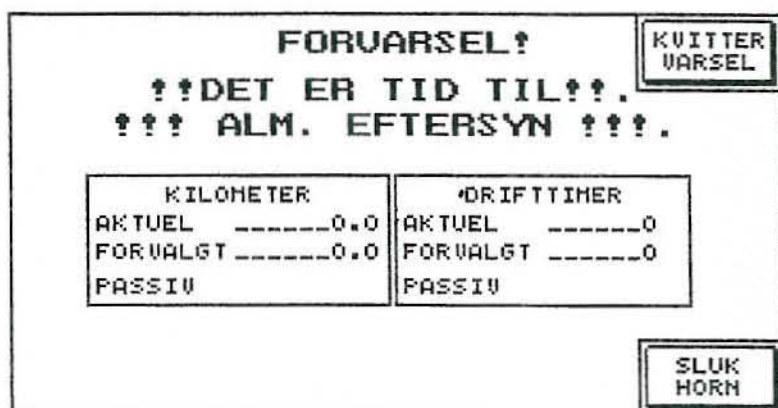 FORVARSEL!
KVITTER
VARSEL
!!DET ER TID TIL!!.
!!! ALM. EFTERSYN !!!.
KILOMETER
AKTUEL ______0.0
FORVALGT ______0.0
PASSIV
DRIFTTIMER
AKTUEL ______0
FORVALGT ______0
PASSIV
SLUK
HORN